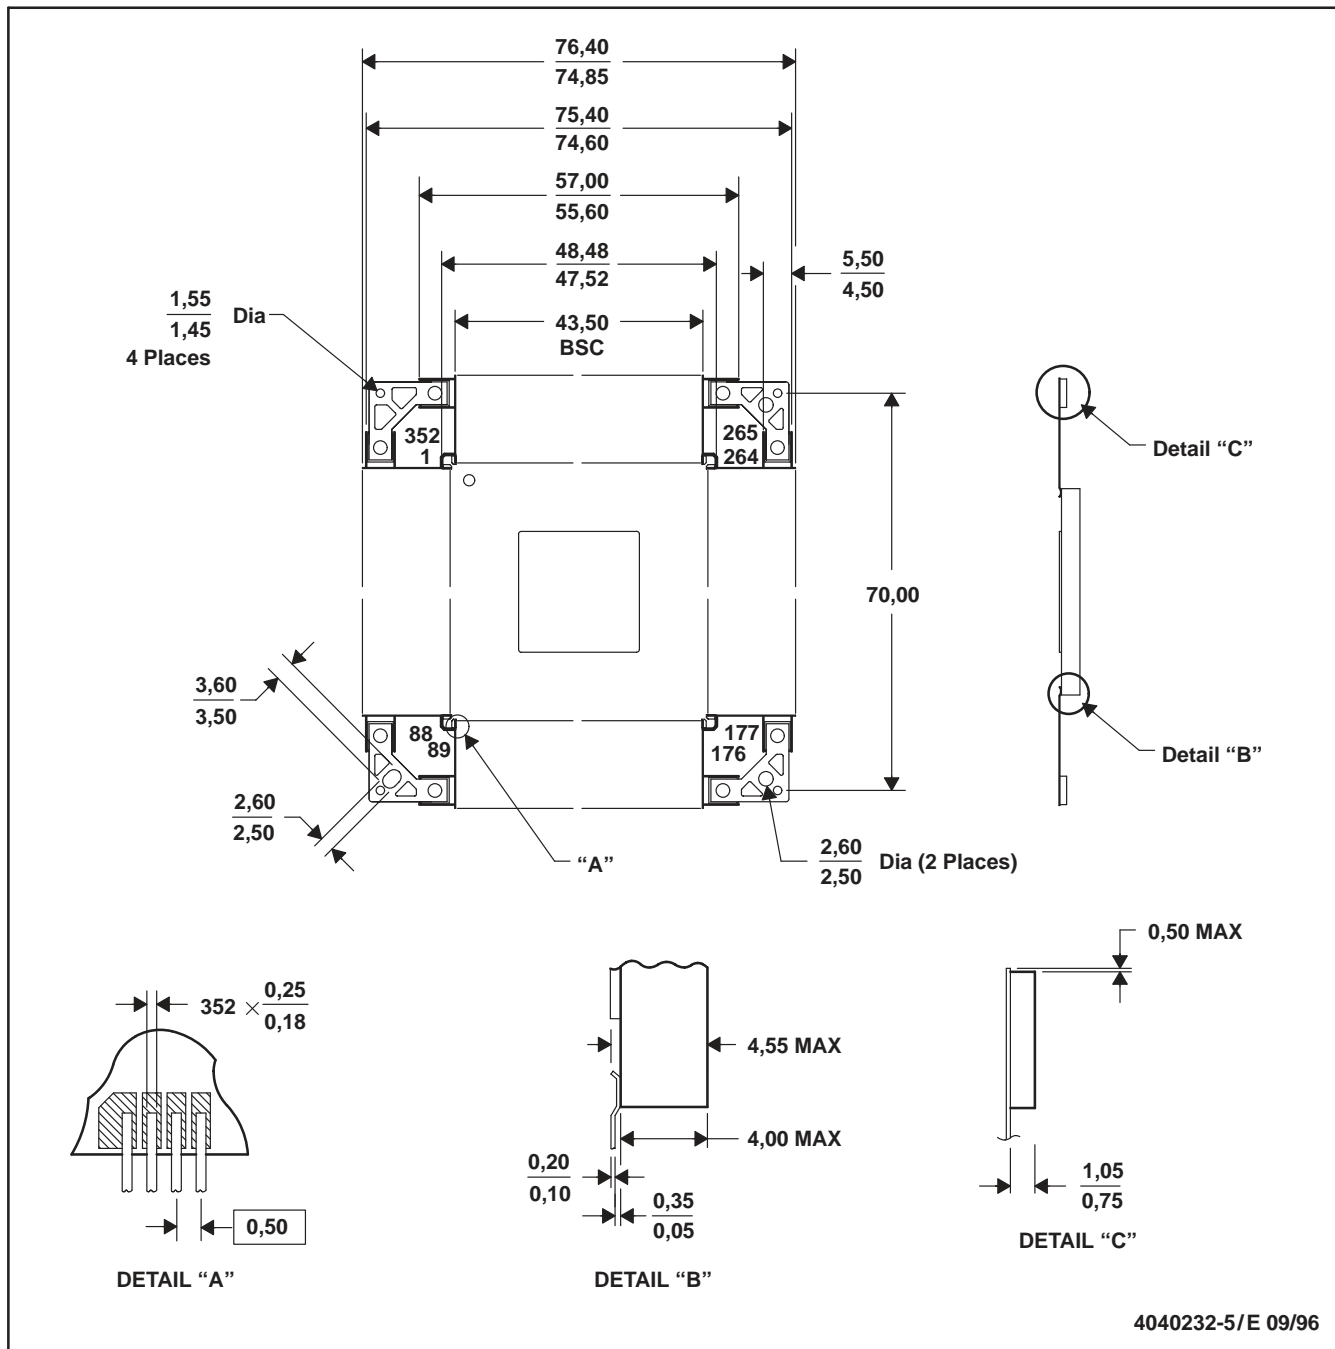 76,40
74,85
75,40
74,60
57,00
55,60
48,48
47,52
5,50
4,50
1,55
1,45
Dia
4 Places
43,50
BSC
352
1
265
264
Detail “C”
70,00
3,60
3,50
88
89
177
176
Detail “B”
2,60
2,50
“A”
2,60
2,50
Dia (2 Places)
0,50 MAX
352 × 0,25
0,18
4,55 MAX
4,00 MAX
0,20
0,10
0,35
0,05
1,05
0,75
0,50
DETAIL “A”
DETAIL “B”
DETAIL “C”
4040232-5/E 09/96